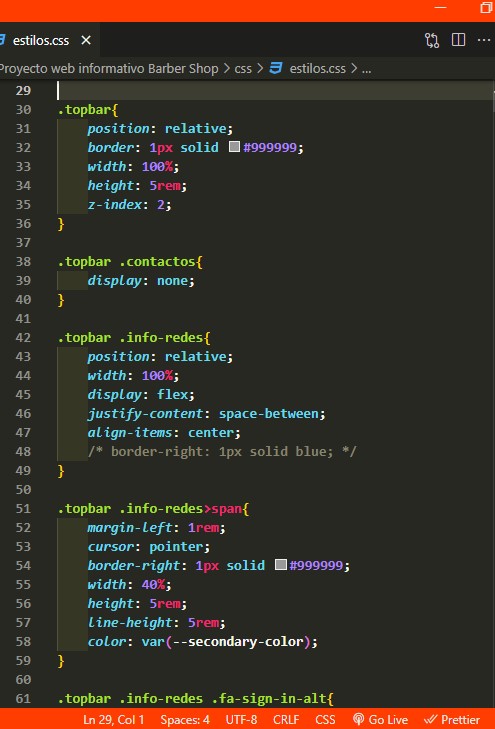 estilos.css
Proyecto web informativo Barber Shop > css > estilos.css > ...
29
30 .topbar{
31 position: relative;
32 border: 1px solid #999999;
33 width: 100%;
34 height: 5rem;
35 z-index: 2;
36 }
37
38 .topbar .contactos{
39 display: none;
40 }
41
42 .topbar .info-redes{
43 position: relative;
44 width: 100%;
45 display: flex;
46 justify-content: space-between;
47 align-items: center;
48 /* border-right: 1px solid blue; */
49 }
50
51 .topbar .info-redes>span{
52 margin-left: 1rem;
53 cursor: pointer;
54 border-right: 1px solid #999999;
55 width: 40%;
56 height: 5rem;
57 line-height: 5rem;
58 color: var(--secondary-color);
59 }
60
61 .topbar .info-redes .fa-sign-in-alt{
Ln 29, Col 1 Spaces: 4 UTF-8 CRLF CSS Go Live Prettier